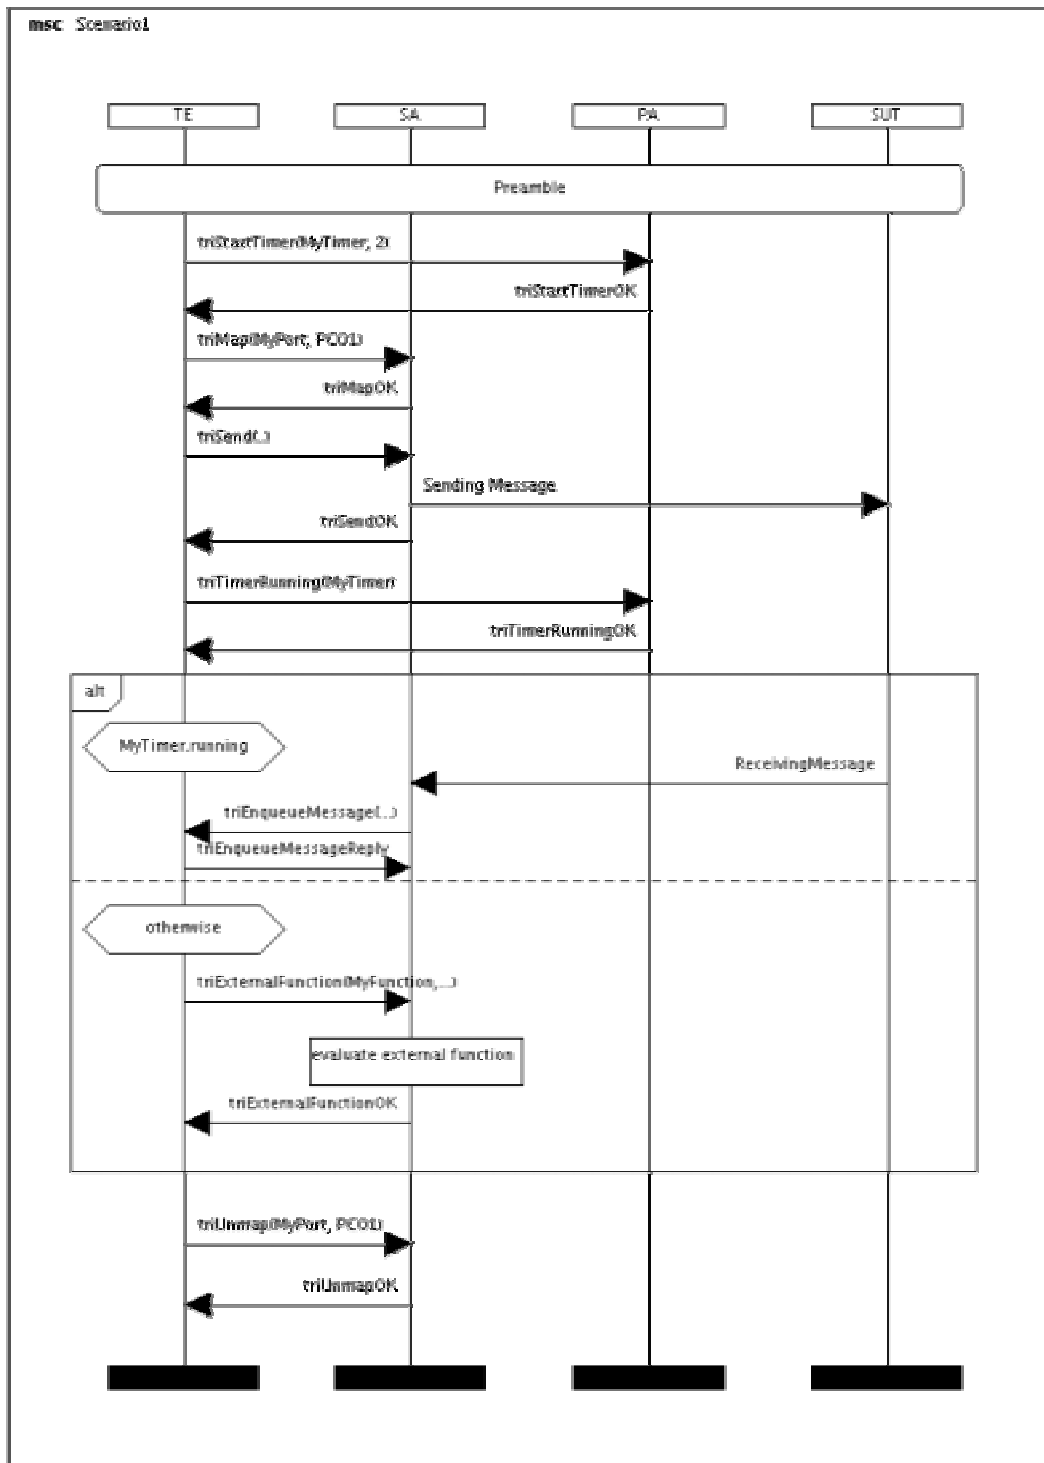 msc Scenario1
TE SA PA SUT
Preamble
triStartTimer(MyTimer, 2)
triStartTimerOK
triMap(MyPort, PCO1)
triMapOK
triSend(..)
Sending Message
triSendOK
triTimerRunning(MyTimer)
triTimerRunningOK
alt
MyTimer.running
ReceivingMessage
triEnqueueMessage(...)
triEnqueueMessageReply
otherwise
triExternalFunction(MyFunction,...)
evaluate external function
triExternalFunctionOK
triUnmap(MyPort, PCO1)
triUnmapOK